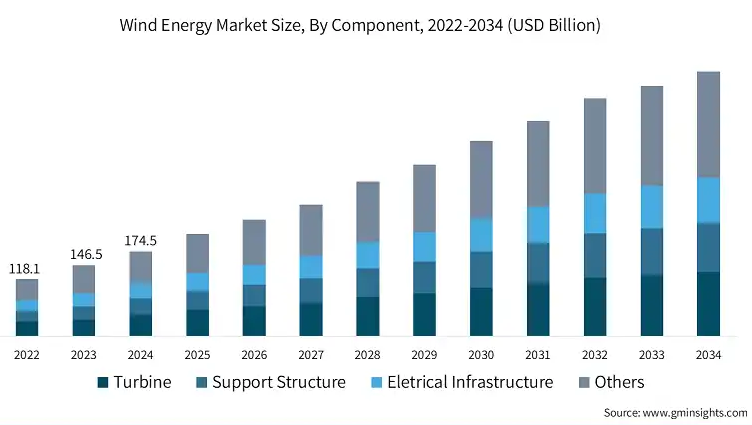 Wind Energy Market Size, By Component, 2022-2034 (USD Billion)
118.1
146.5
174.5
2022 2023 2024 2025 2026 2027 2028 2029 2030 2031 2032 2033 2034
Turbine Support Structure Eletrical Infrastructure Others
Source: www.gminsights.com